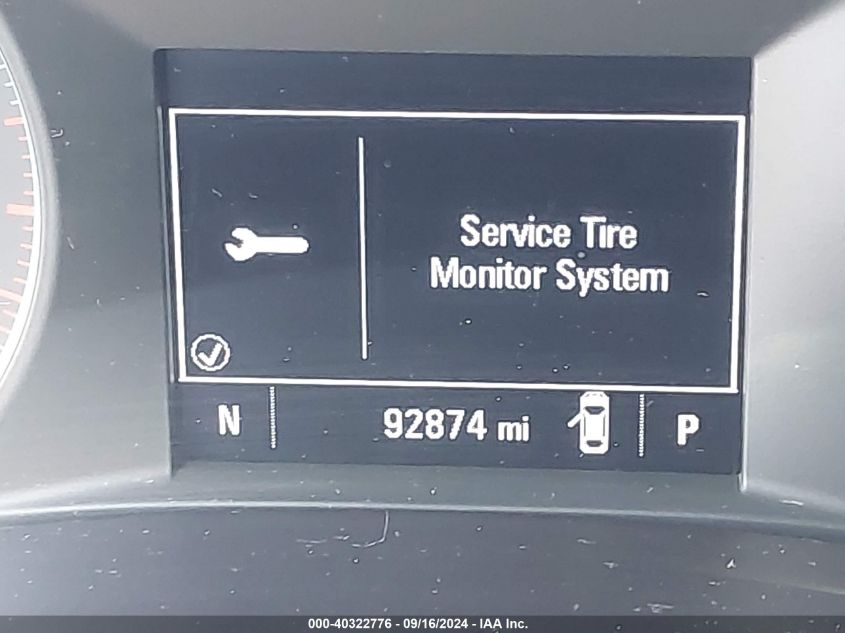 Service Tire
Monitor System
N
92874 mi
P
000-40322776 - 09/16/2024 - IAA Inc.